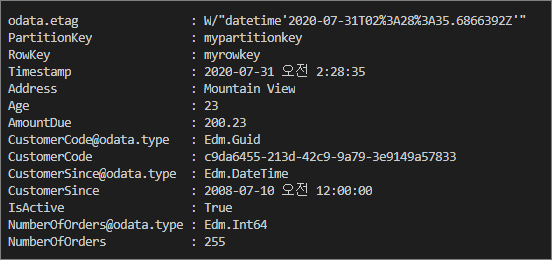 odata.etag : W/"datetime'2020-07-31T02%3A28%3A35.6866392Z'"
PartitionKey : mypartitionkey
RowKey : myrowkey
Timestamp : 2020-07-31 오전 2:28:35
Address : Mountain View
Age : 23
AmountDue : 200.23
CustomerCode@odata.type : Edm.Guid
CustomerCode : c9da6455-213d-42c9-9a79-3e9149a57833
CustomerSince@odata.type : Edm.DateTime
CustomerSince : 2008-07-10 오전 12:00:00
IsActive : True
NumberOfOrders@odata.type : Edm.Int64
NumberOfOrders : 255